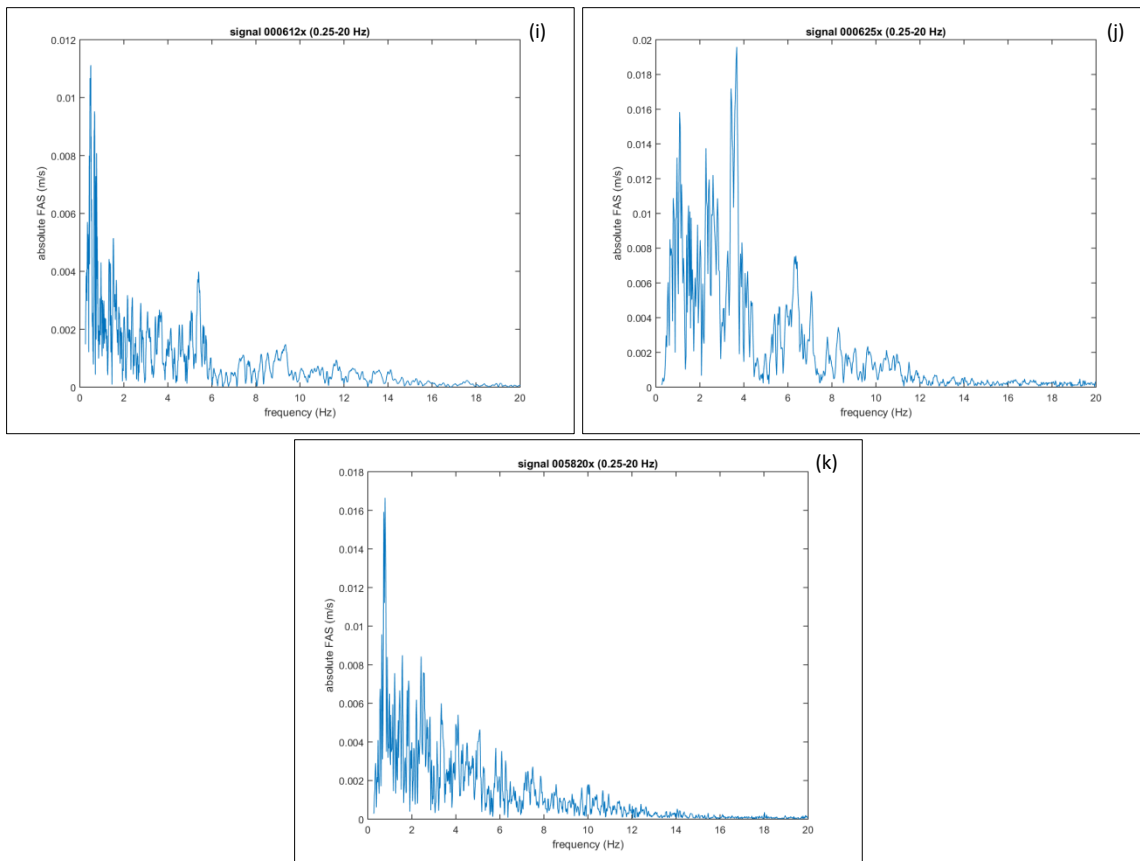 signal 000612x (0.25-20 Hz)
(i)
0.012
0.01
0.008
0.006
0.004
0.002
0
absolute FAS (m/s)
0 2 4 6 8 10 12 14 16 18 20
frequency (Hz)
signal 000625x (0.25-20 Hz)
(j)
0.02
0.018
0.016
0.014
0.012
0.01
0.008
0.006
0.004
0.002
0
absolute FAS (m/s)
0 2 4 6 8 10 12 14 16 18 20
frequency (Hz)
signal 005820x (0.25-20 Hz)
(k)
0.018
0.016
0.014
0.012
0.01
0.008
0.006
0.004
0.002
0
absolute FAS (m/s)
0 2 4 6 8 10 12 14 16 18 20
frequency (Hz)